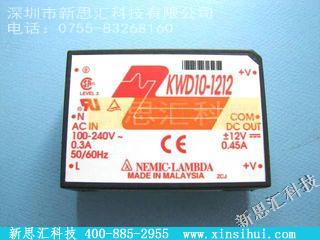 深圳市新思汇科技有限公司
电话：0755-83268160
KWD10-1212
LEVEL 3
+V
N
AC IN
100-240V~
0.3A
50/60Hz
COM
DC OUT
±12V
0.45A
CE
L
NEMIC-LAMBDA
MADE IN MALAYSIA
ZCJ
-V
新思汇科技
新思汇科技 400-885-2955 www.xinsihui.com